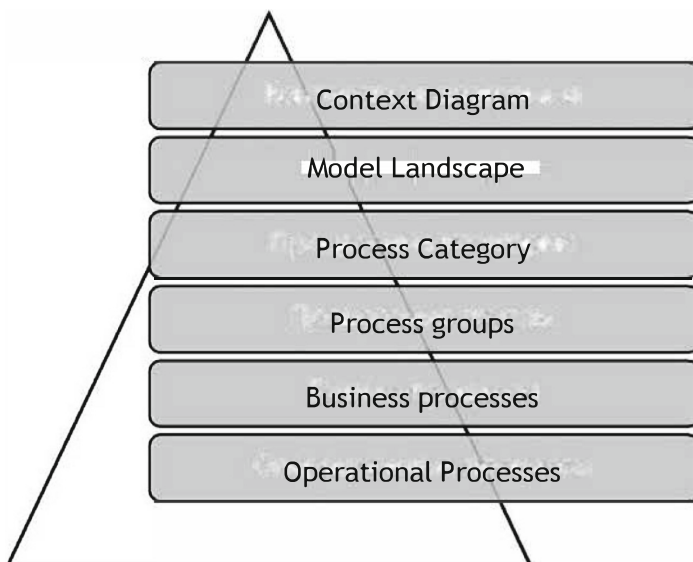 Context Diagram
Model Landscape
Process Category
Process groups
Business processes
Operational Processes